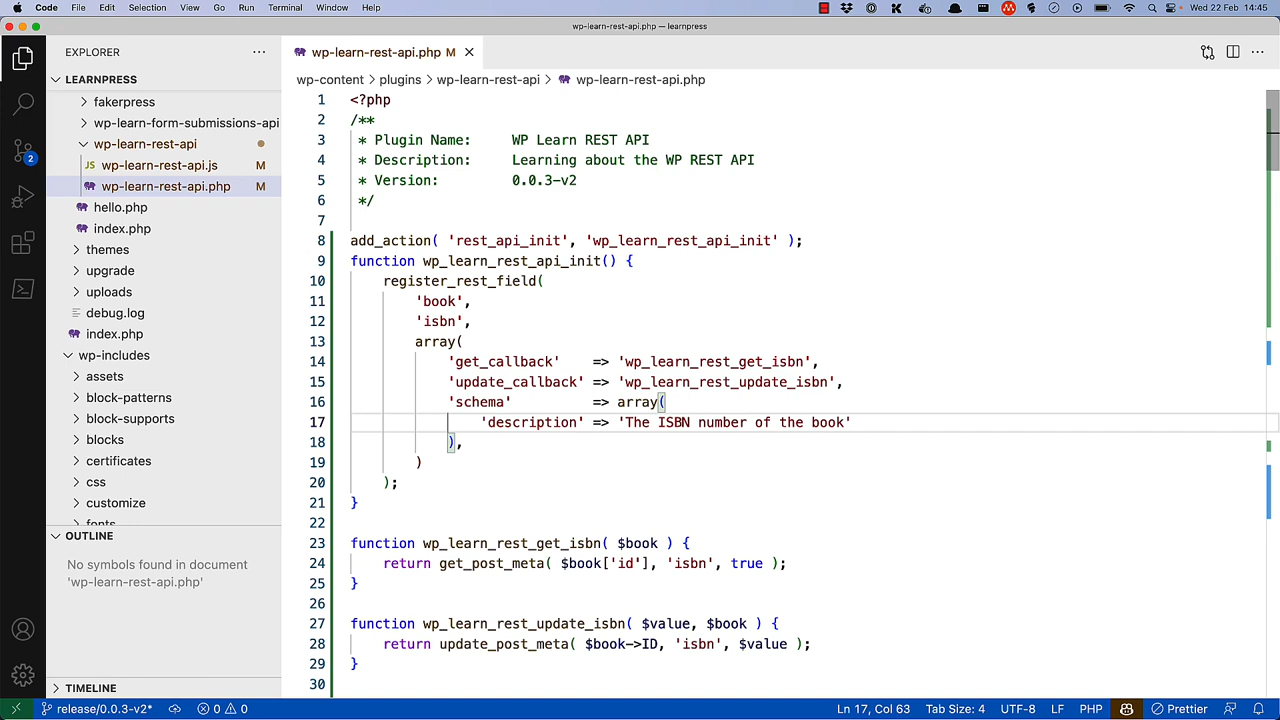 Code File Edit Selection View Go Run Terminal Window Help Wed 22 Feb 14:45
wp-learn-rest-api.php — learnpress
EXPLORER
LEARNPRESS
fakerpress
wp-learn-form-submissions-api
wp-learn-rest-api
JS wp-learn-rest-api.js M
wp-learn-rest-api.php M
hello.php
index.php
themes
upgrade
uploads
debug.log
index.php
wp-includes
assets
block-patterns
block-supports
blocks
certificates
css
customize
fonts
OUTLINE
No symbols found in document
'wp-learn-rest-api.php'
TIMELINE
2
wp-learn-rest-api.php M
wp-content > plugins > wp-learn-rest-api > wp-learn-rest-api.php
1 <?php
2 /**
3 * Plugin Name: WP Learn REST API
4 * Description: Learning about the WP REST API
5 * Version: 0.0.3-v2
6 */
7
8 add_action( 'rest_api_init', 'wp_learn_rest_api_init' );
9 function wp_learn_rest_api_init() {
10 register_rest_field(
11 'book',
12 'isbn',
13 array(
14 'get_callback' => 'wp_learn_rest_get_isbn',
15 'update_callback' => 'wp_learn_rest_update_isbn',
16 'schema' => array(
17 'description' => 'The ISBN number of the book'
18 ),
19 )
20 );
21 }
22
23 function wp_learn_rest_get_isbn( $book ) {
24 return get_post_meta( $book['id'], 'isbn', true );
25 }
26
27 function wp_learn_rest_update_isbn( $value, $book ) {
28 return update_post_meta( $book->ID, 'isbn', $value );
29 }
30
release/0.0.3-v2* 0 0 Ln 17, Col 63 Tab Size: 4 UTF-8 LF PHP Prettier